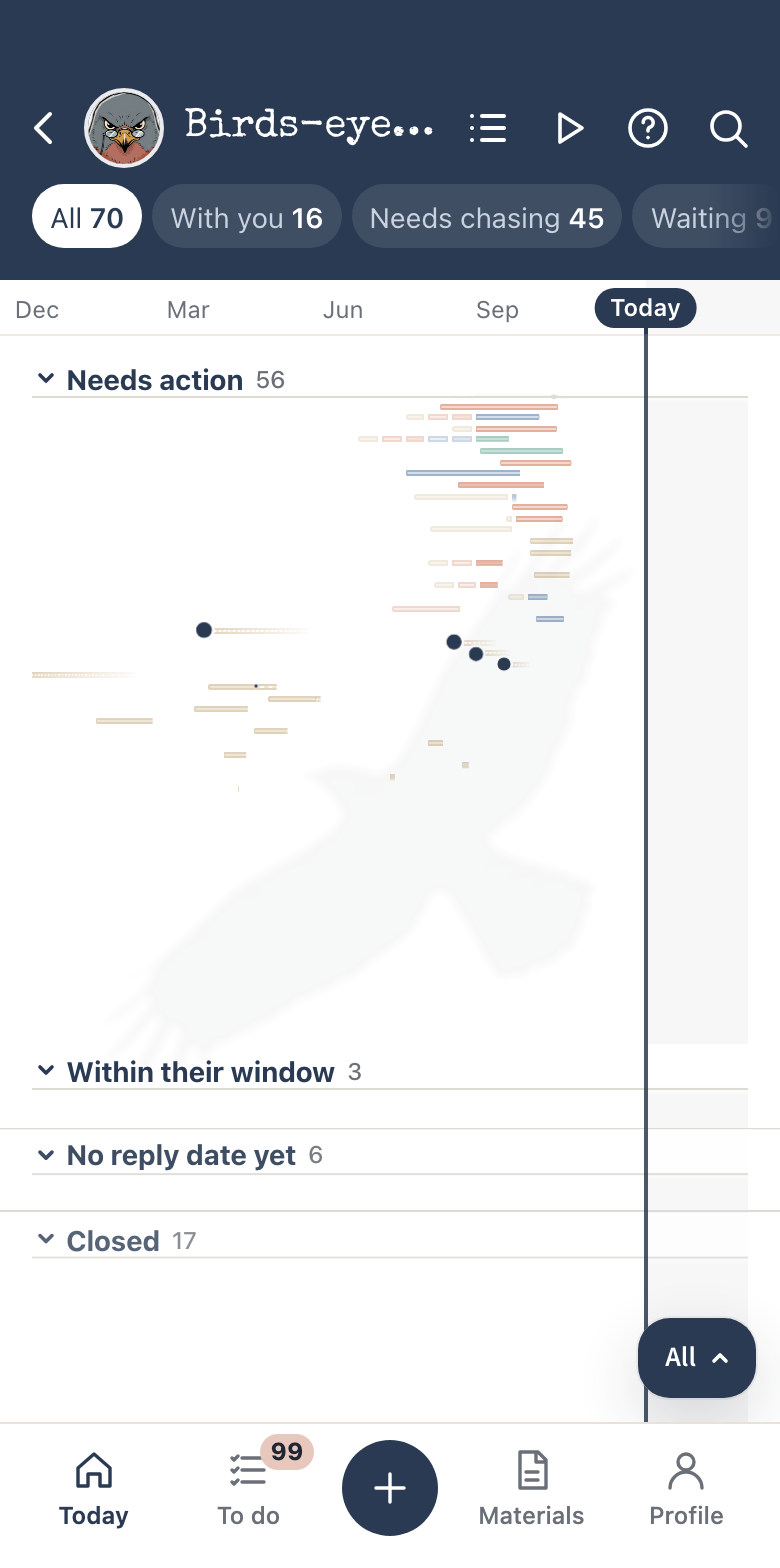 Birds-eye...
All 70
With you 16
Needs chasing 45
Waiting 9
Dec
Mar
Jun
Sep
Today
Needs action 56
Within their window 3
No reply date yet 6
Closed 17
All
99
Today
To do
Materials
Profile